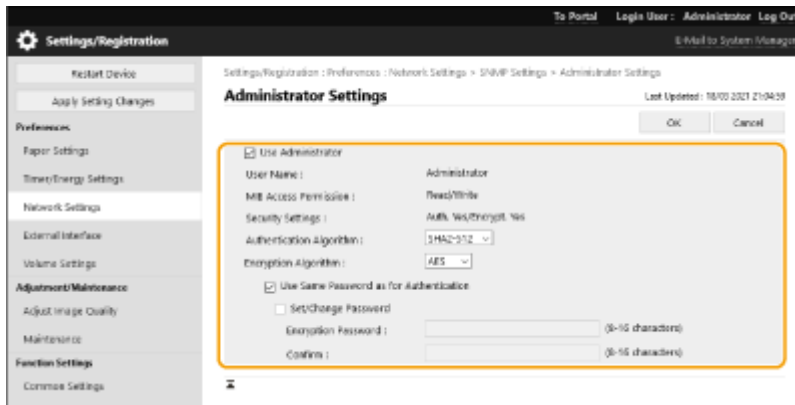 To Portal Login User : Administrator Log Ou
Settings/Registration
E-Mail to System Manager
Restart Device
Apply Setting Changes
Preferences
Paper Settings
Timer/Energy Settings
Network Settings
External Interface
Volume Settings
Adjustment/Maintenance
Adjust Image Quality
Maintenance
Function Settings
Common Settings
Settings/Registration : Preferences : Network Settings > SNMP Settings > Administrator Settings
Administrator Settings
Last Updated : 18/03 2021 21:04:59
OK Cancel
Use Administrator
User Name : Administrator
MIB Access Permission : Read/Write
Security Settings : Auth. Yes/Encrypt. Yes
Authentication Algorithm : SHA2-512
Encryption Algorithm : AES
Use Same Password as for Authentication
Set/Change Password
Encryption Password : (8-16 characters)
Confirm : (8-16 characters)